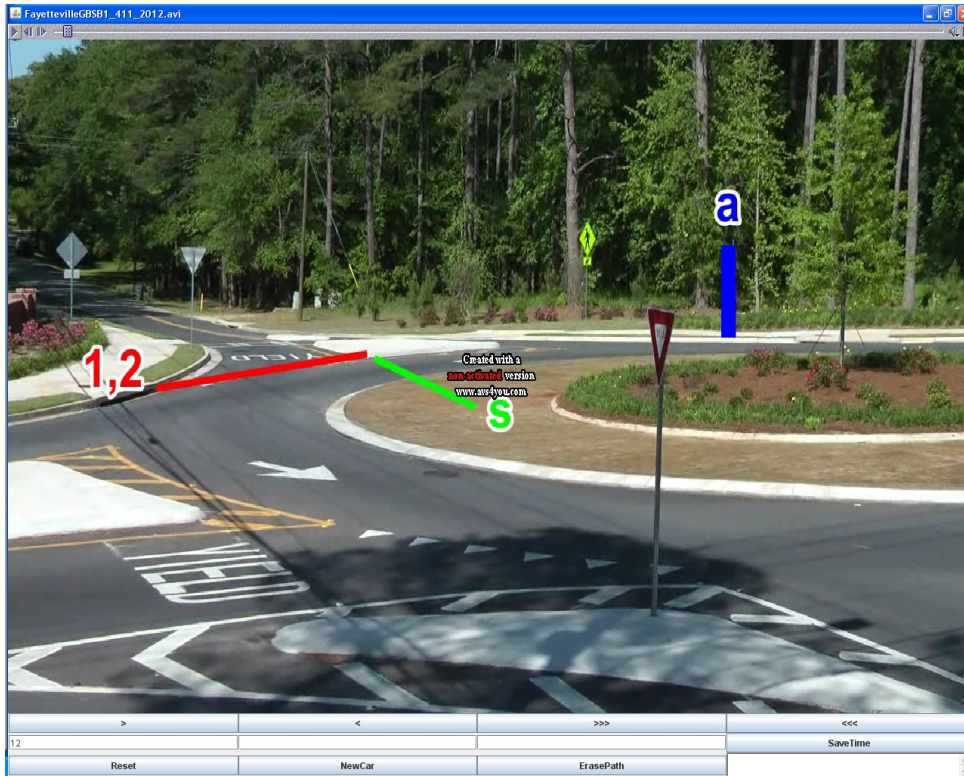 FayettevilleGBSB1_411_2012.avi
a
1,2
YIELD
Created with a
non-activated version
www.avs4you.com
s
YIELD
> < >>> <<<
12 SaveTime
Reset NewCar ErasePath